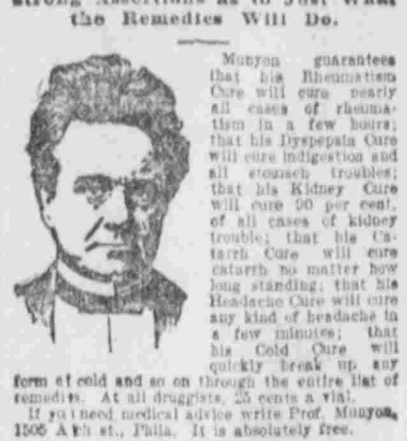 Strong Assertions as to Just What
the Remedies Will Do.
Munyon guarantees
that his Rheumatism
Cure will cure nearly
all cases of rheuma-
tism in a few hours;
that his Dyspepsia Cure
will cure indigestion and
all stomach troubles;
that his Kidney Cure
will cure 90 per cent.
of all cases of kidney
trouble; that his Ca-
tarrh Cure will cure
catarrh no matter how
long standing; that his
Headache Cure will cure
any kind of headache in
a few minutes; that
his Cold Cure will
quickly break up any
form of cold and so on through the entire list of
remedies. At all druggists, 25 cents a vial.
If you need medical advice write Prof. Munyon,
1505 Arch st., Phila. It is absolutely free.